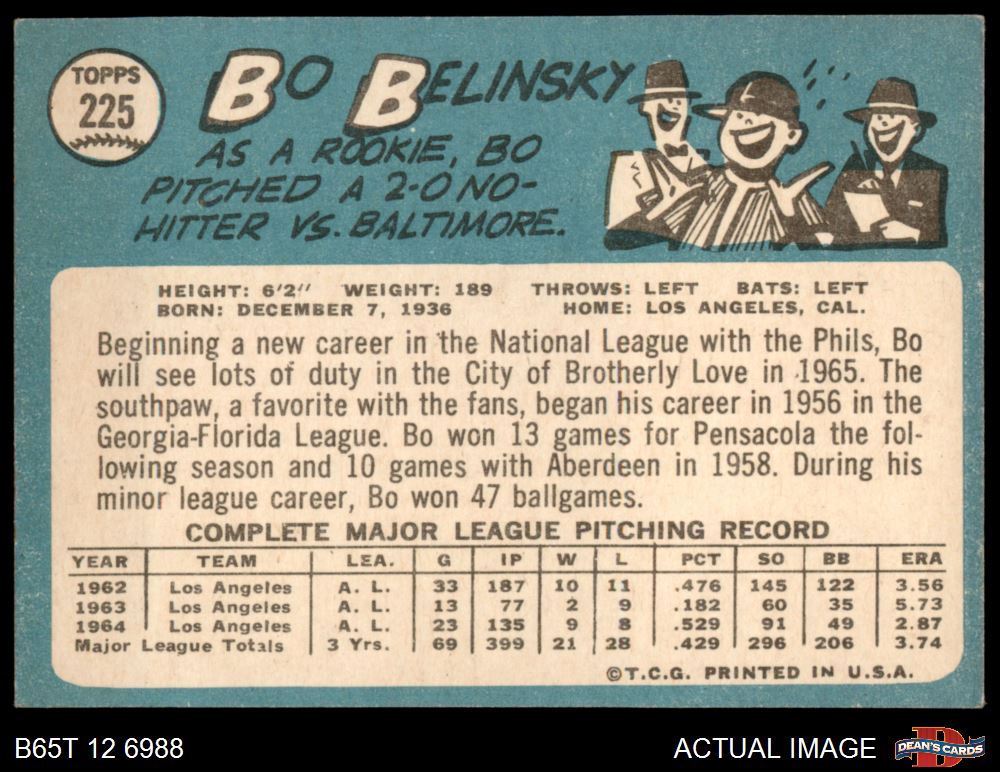 TOPPS
225
BO BELINSKY
AS A ROOKIE, BO
PITCHED A 2-0 NO-
HITTER VS. BALTIMORE.
HEIGHT: 6'2" WEIGHT: 189 THROWS: LEFT BATS: LEFT
BORN: DECEMBER 7, 1936 HOME: LOS ANGELES, CAL.
Beginning a new career in the National League with the Phils, Bo
will see lots of duty in the City of Brotherly Love in 1965. The
southpaw, a favorite with the fans, began his career in 1956 in the
Georgia-Florida League. Bo won 13 games for Pensacola the fol-
lowing season and 10 games with Aberdeen in 1958. During his
minor league career, Bo won 47 ballgames.
COMPLETE MAJOR LEAGUE PITCHING RECORD
YEAR TEAM LEA. G IP W L PCT SO BB ERA
1962 Los Angeles A. L. 33 187 10 11 .476 145 122 3.56
1963 Los Angeles A. L. 13 77 2 9 .182 60 35 5.73
1964 Los Angeles A. L. 23 135 9 8 .529 91 49 2.87
Major League Totals 3 Yrs. 69 399 21 28 .429 296 206 3.74
©T.C.G. PRINTED IN U.S.A.
B65T 12 6988 ACTUAL IMAGE DEAN'S CARDS